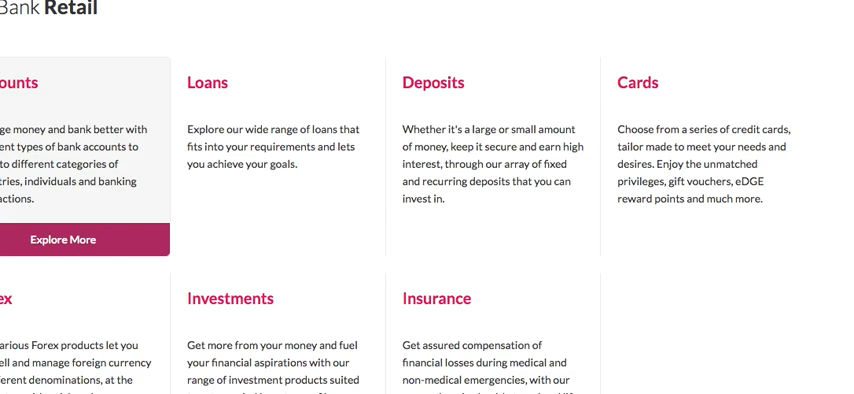 Bank Retail
ounts
Loans
Deposits
Cards
ge money and bank better with
ent types of bank accounts to
to different categories of
tries, individuals and banking
actions.
Explore More
Explore our wide range of loans that
fits into your requirements and lets
you achieve your goals.
Whether it's a large or small amount
of money, keep it secure and earn high
interest, through our array of fixed
and recurring deposits that you can
invest in.
Choose from a series of credit cards,
tailor made to meet your needs and
desires. Enjoy the unmatched
privileges, gift vouchers, eDGE
reward points and much more.
ex
Investments
Insurance
arious Forex products let you
ell and manage foreign currency
ferent denominations, at the
Get more from your money and fuel
your financial aspirations with our
range of investment products suited
Get assured compensation of
financial losses during medical and
non-medical emergencies, with our